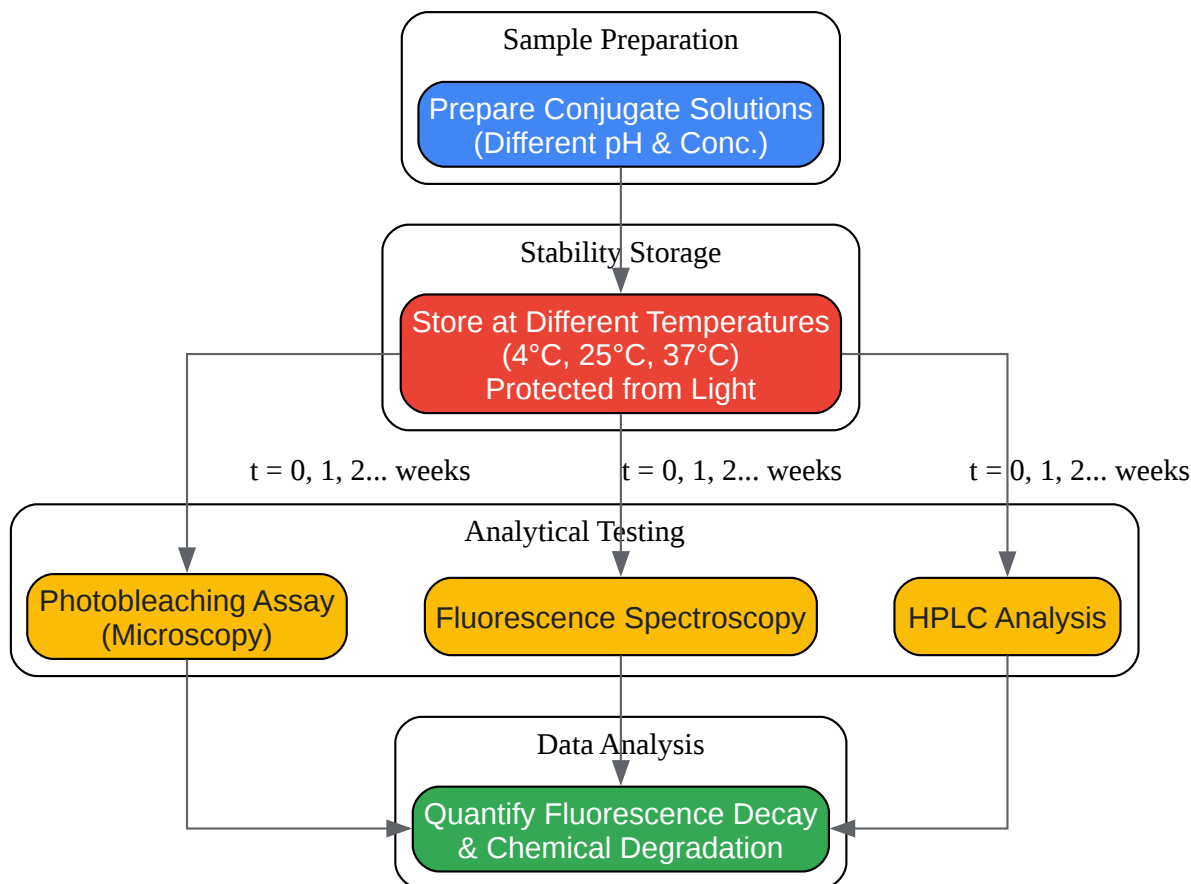 Sample Preparation
Prepare Conjugate Solutions
(Different pH & Conc.)
Stability Storage
Store at Different Temperatures
(4°C, 25°C, 37°C)
Protected from Light
t = 0, 1, 2... weeks
t = 0, 1, 2... weeks
t = 0, 1, 2... weeks
Analytical Testing
Photobleaching Assay
(Microscopy)
Fluorescence Spectroscopy
HPLC Analysis
Data Analysis
Quantify Fluorescence Decay
& Chemical Degradation